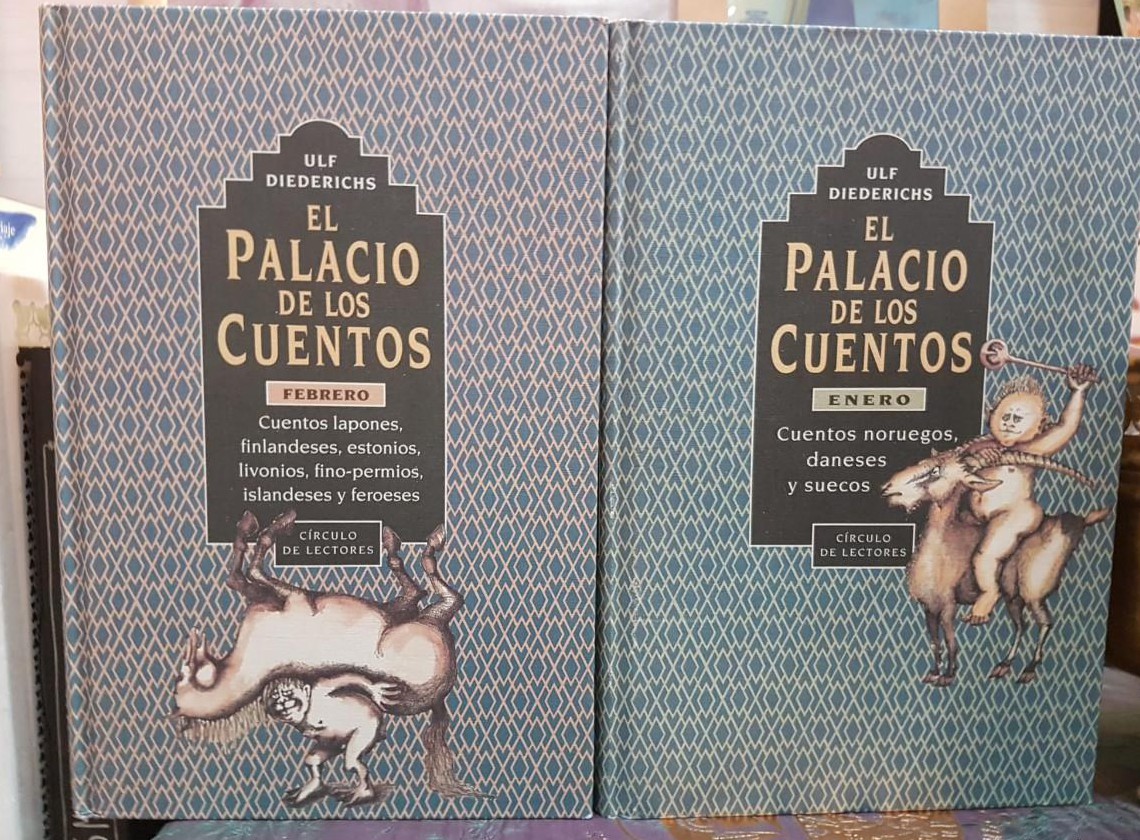 ULF
DIEDERICHS
EL
PALACIO
DE LOS
CUENTOS
FEBRERO
Cuentos lapones,
finlandeses, estonios,
livonios, fino-permios,
islandeses y feroeses
CÍRCULO
DE LECTORES
ULF
DIEDERICHS
EL
PALACIO
DE LOS
CUENTOS
ENERO
Cuentos noruegos,
daneses
y suecos
CÍRCULO
DE LECTORES